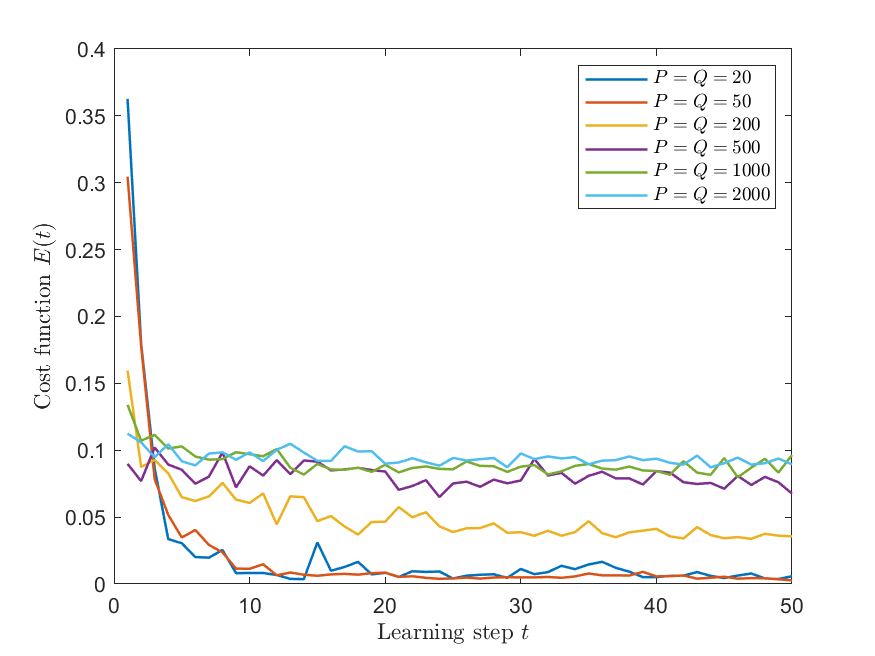 0.4
0.35
0.3
0.25
0.2
0.15
0.1
0.05
0
Cost function E(t)
P = Q = 20
P = Q = 50
P = Q = 200
P = Q = 500
P = Q = 1000
P = Q = 2000
0 10 20 30 40 50
Learning step t